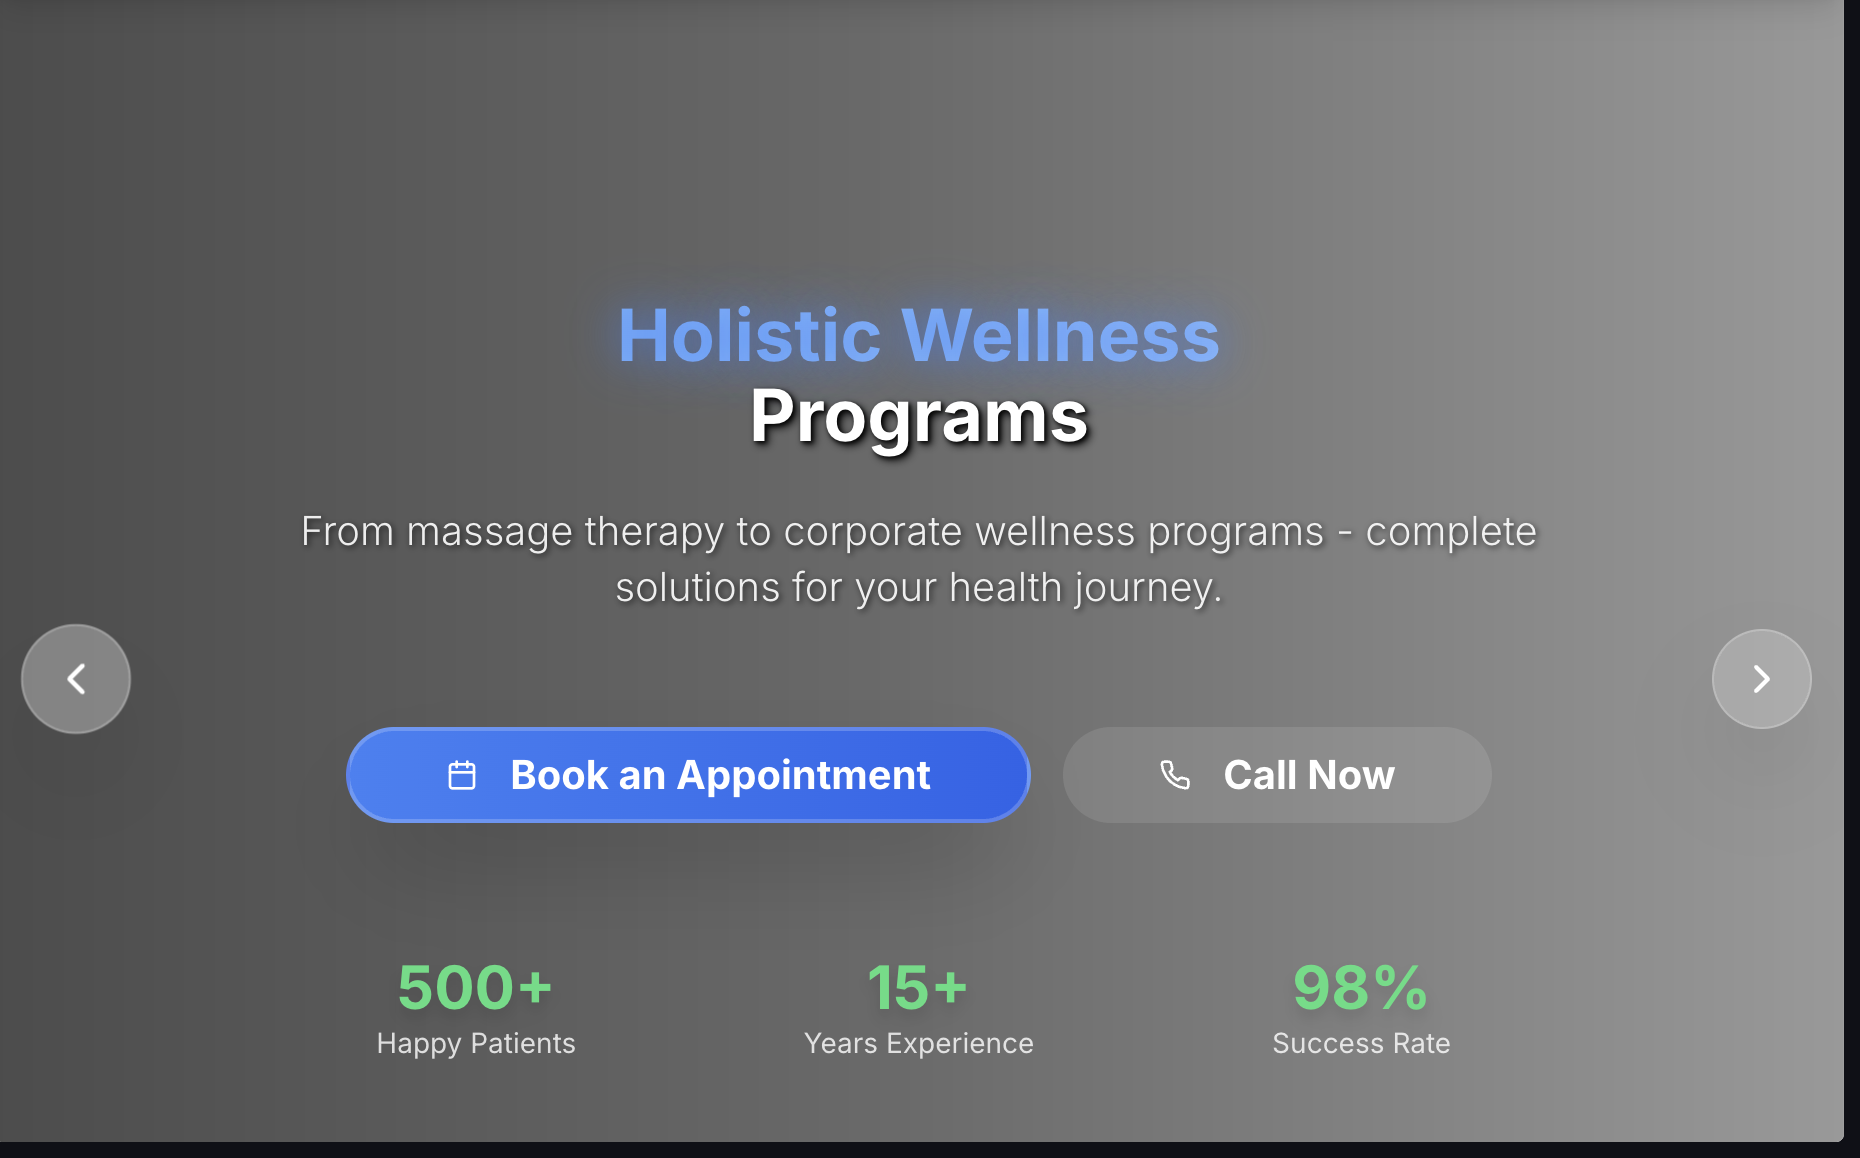 Holistic Wellness
Programs
From massage therapy to corporate wellness programs - complete
solutions for your health journey.
Book an Appointment
Call Now
500+
Happy Patients
15+
Years Experience
98%
Success Rate